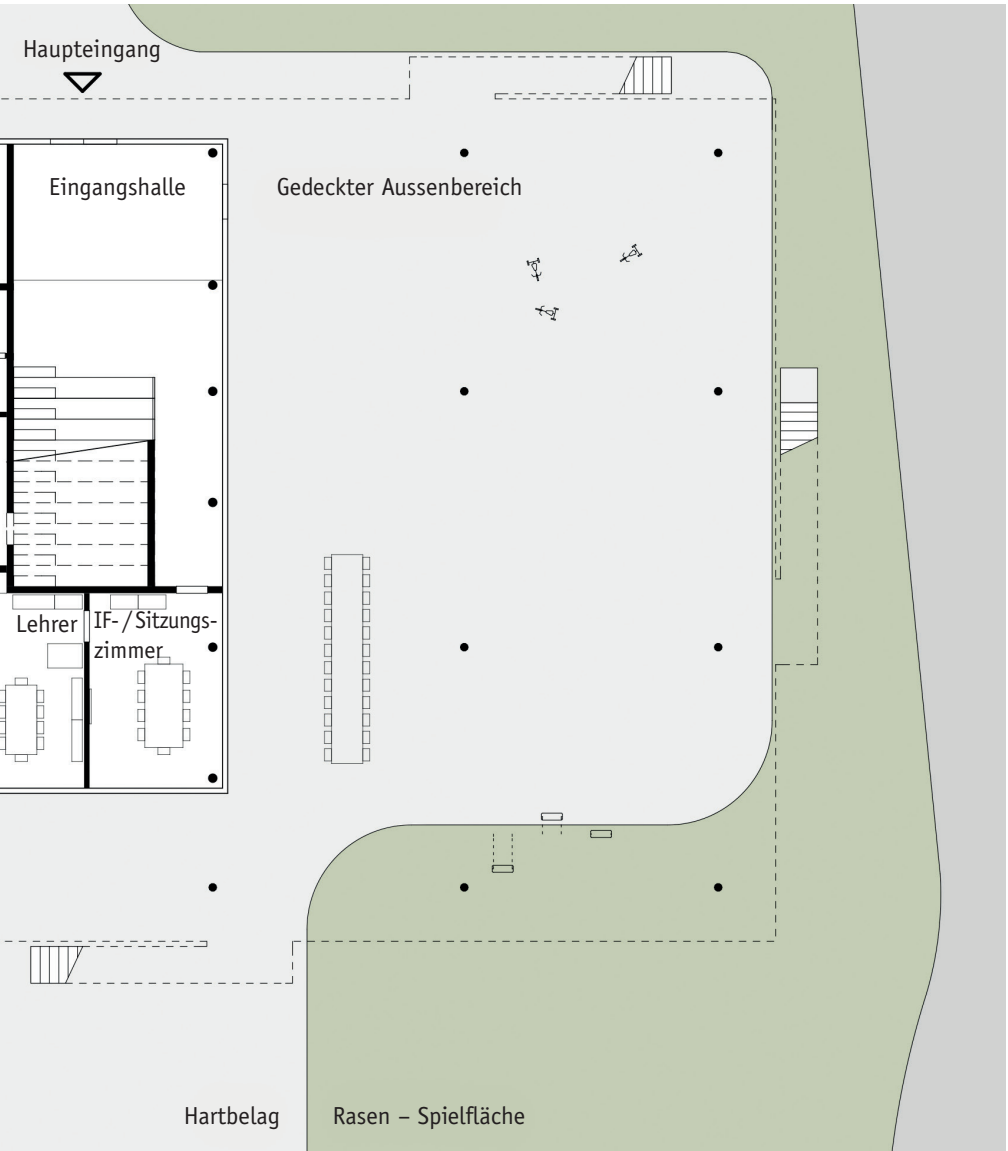 Haupteingang
Eingangshalle
Gedeckter Aussenbereich
Lehrer
IF- / Sitzungs-
zimmer
Hartbelag
Rasen – Spielfläche